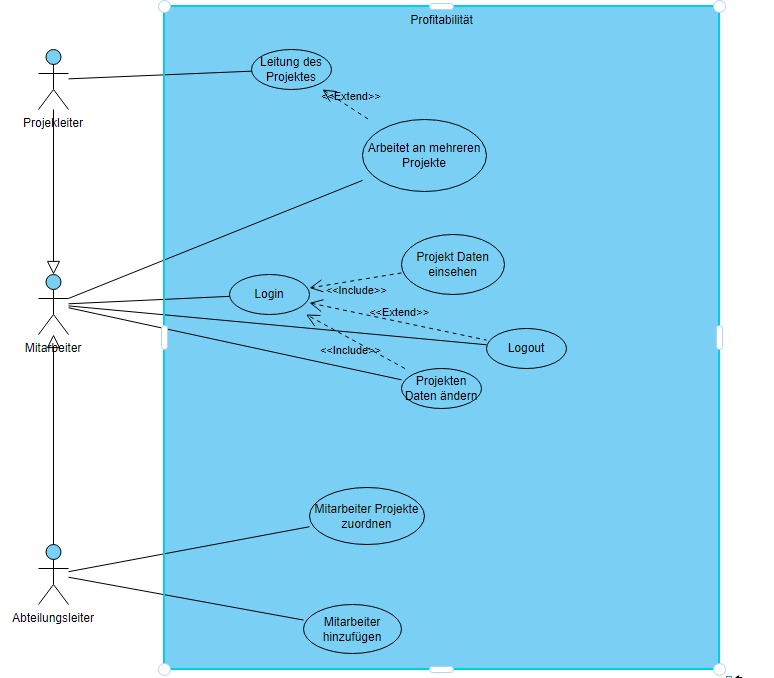 Profitabilität
Leitung des
Projektes
<<Extend>>
Projekleiter
Arbeitet an mehreren
Projekte
Projekt Daten
einsehen
Login
<<Include>>
<<Extend>>
Mitarbeiter
<<Include>>
Logout
Projekten
Daten ändern
Mitarbeiter Projekte
zuordnen
Abteilungsleiter
Mitarbeiter
hinzufügen